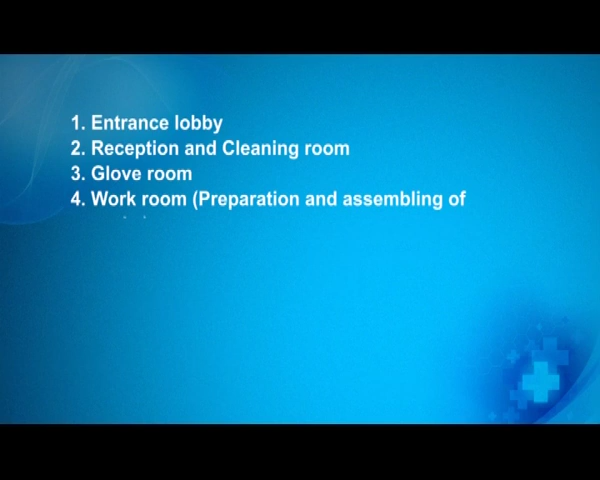 1. Entrance lobby
2. Reception and Cleaning room
3. Glove room
4. Work room (Preparation and assembling of